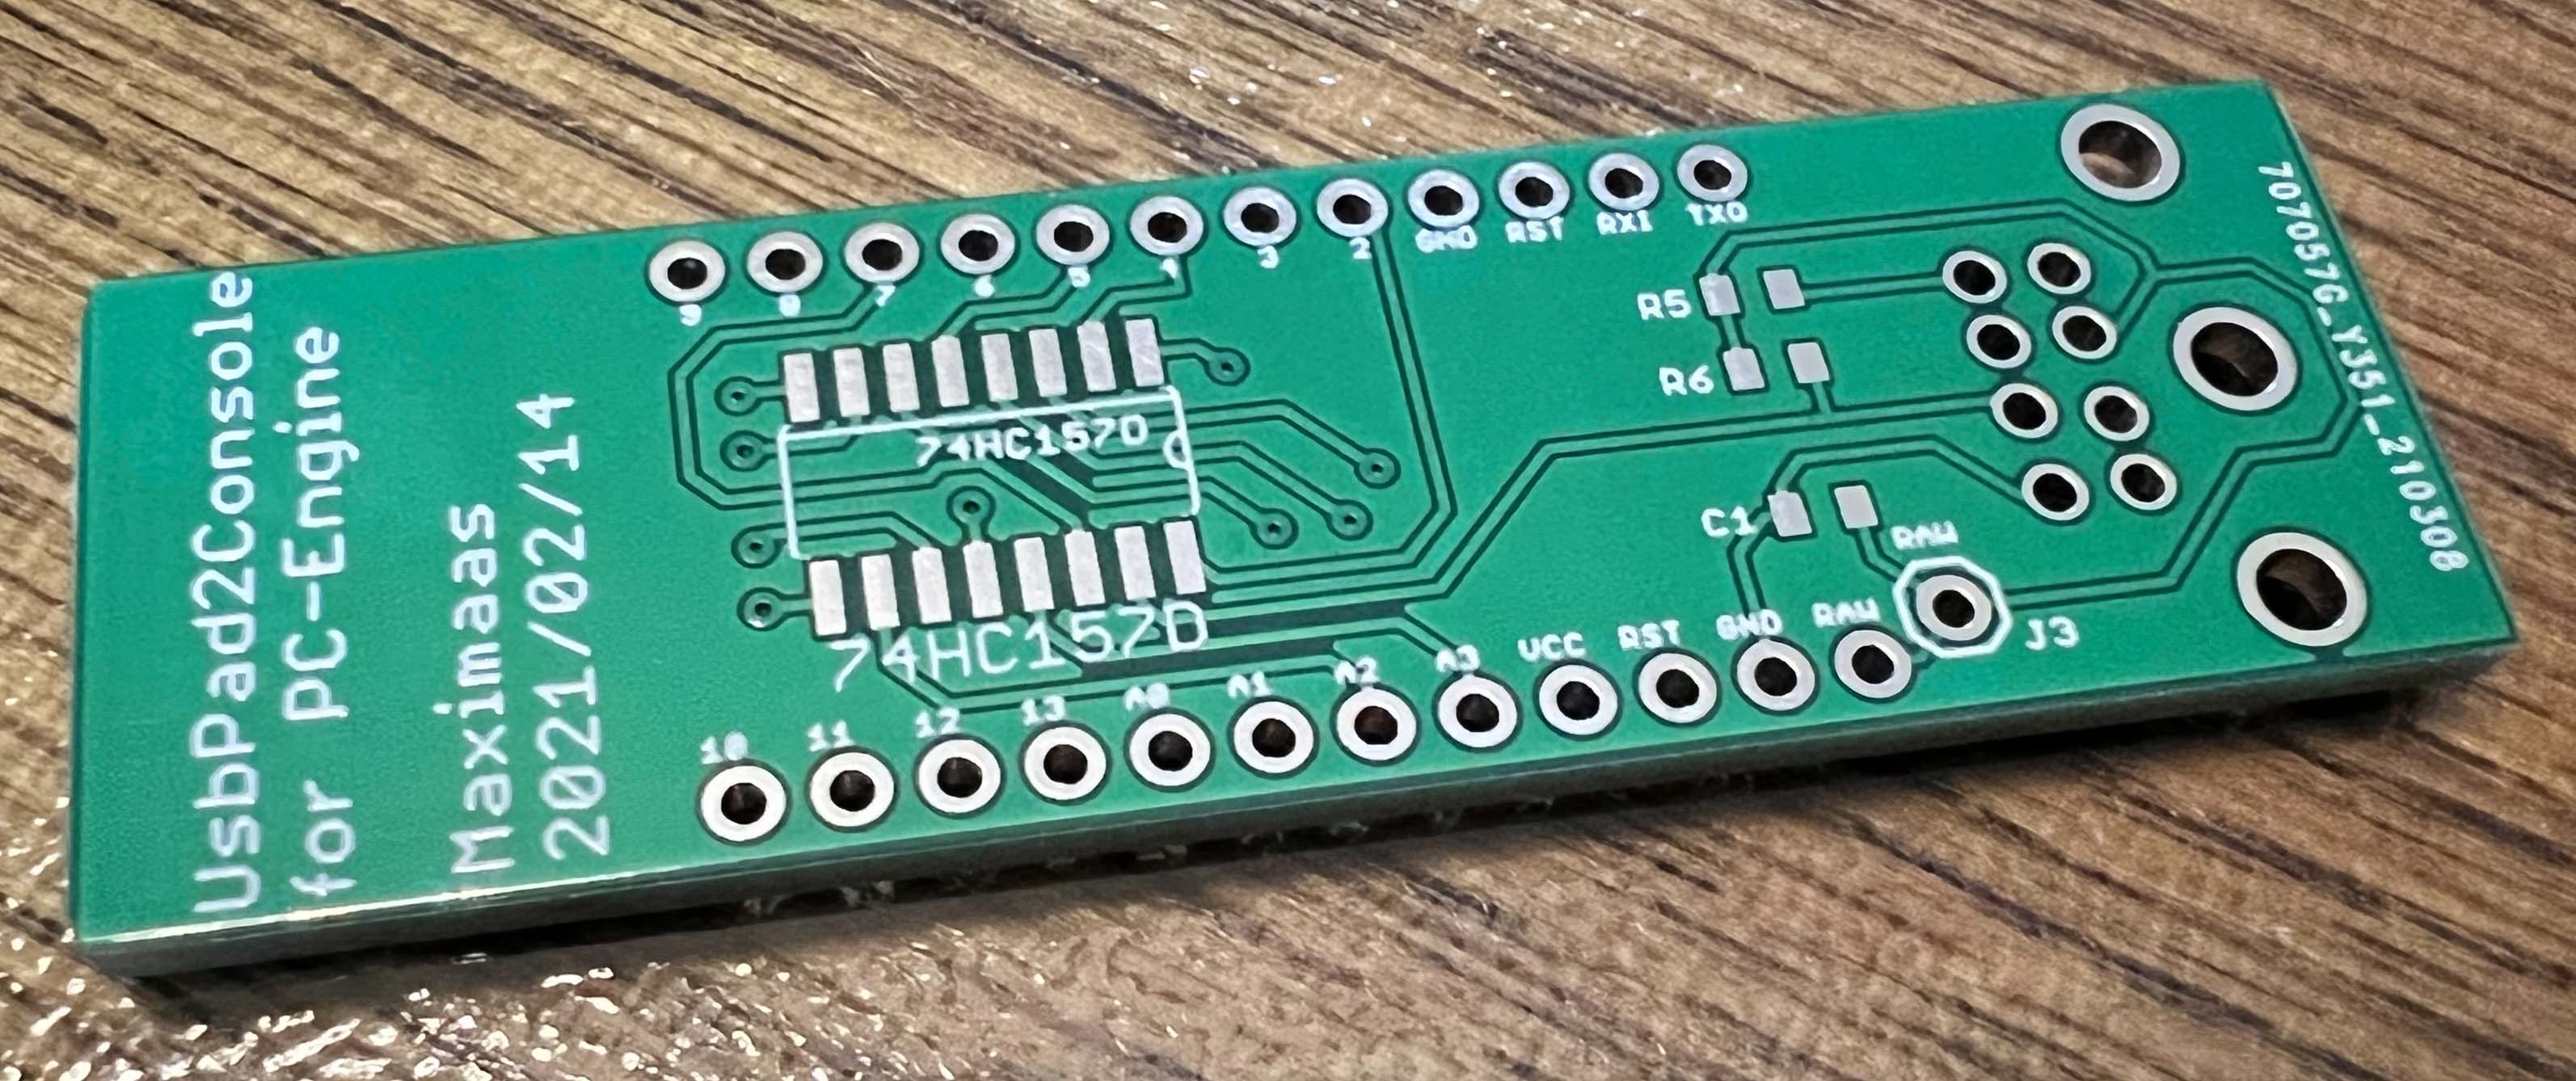 UsbPad2Console
for PC-Engine
Maximaas
2021/02/14
9 8 7 6 5 4 3 2 GND RST RXI TXO
74HC157D
74HC157D
R5
R6
C1
RAW
J3
10 11 12 13 A0 A1 A2 A3 VCC RST GND RAW
707057G_Y351_210308